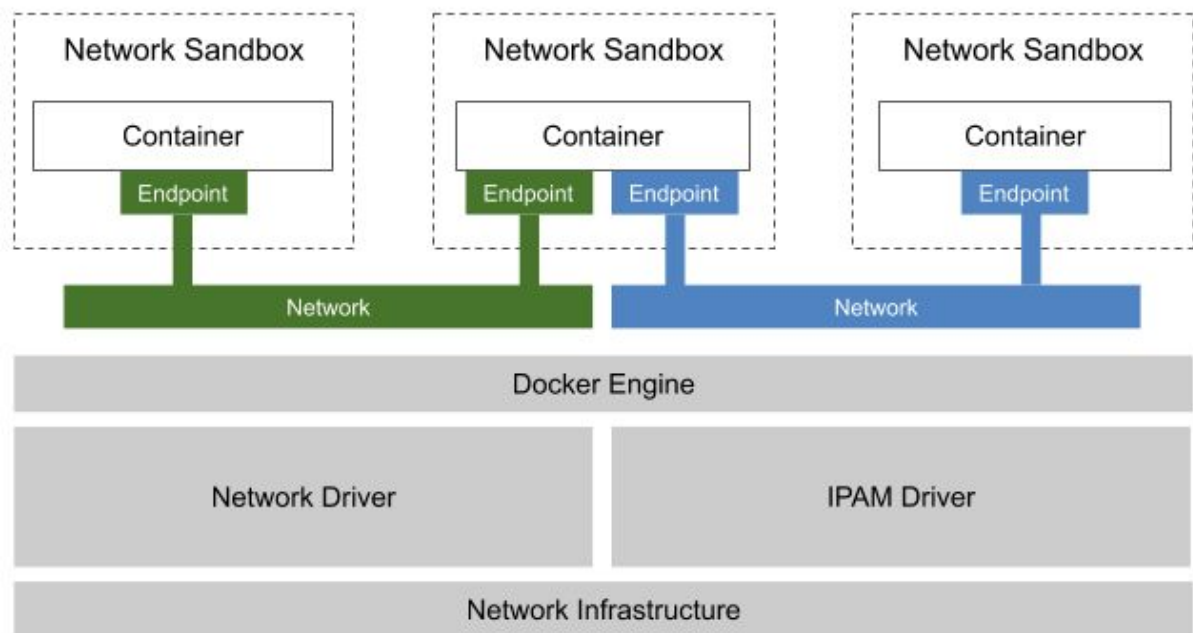 Network Sandbox
Network Sandbox
Network Sandbox
Container
Container
Container
Endpoint
Endpoint
Endpoint
Endpoint
Network
Network
Docker Engine
Network Driver
IPAM Driver
Network Infrastructure